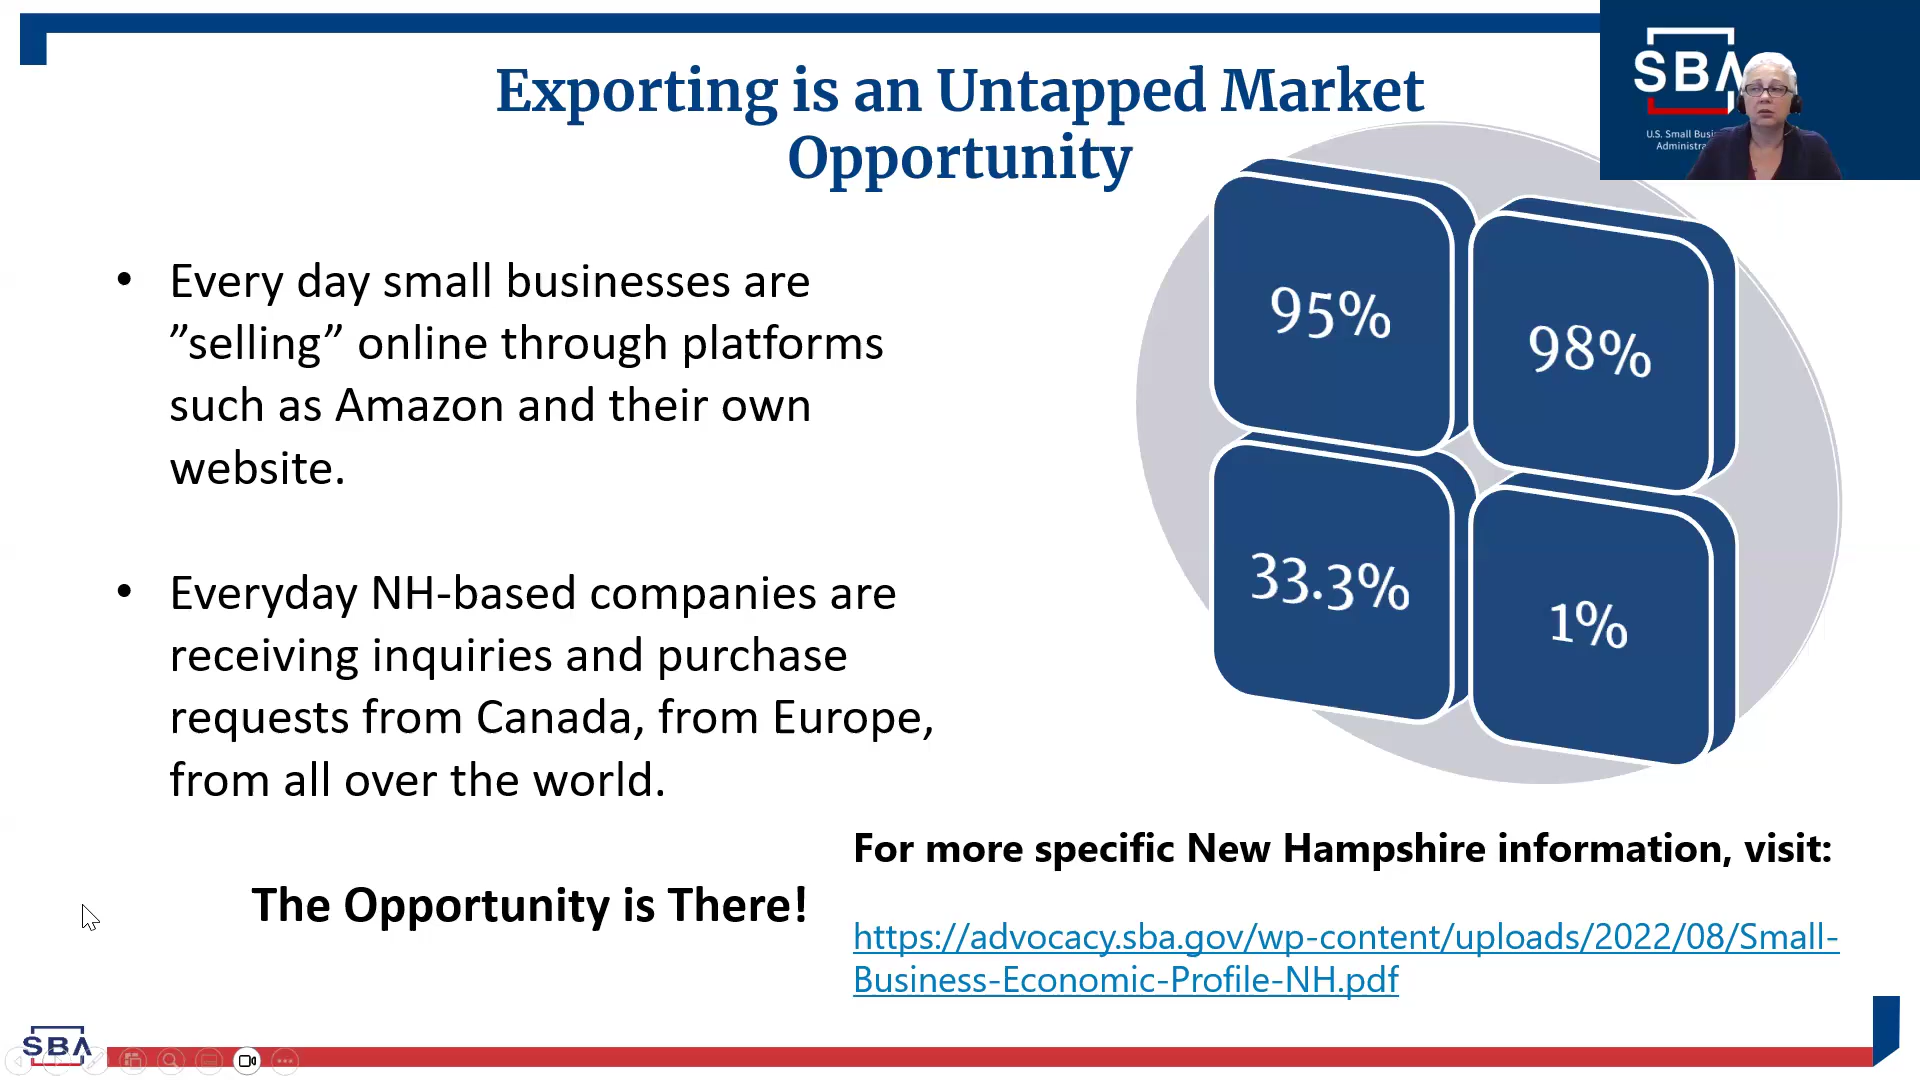 Exporting is an Untapped Market
Opportunity
SBA
U.S. Small
• Every day small businesses are
”selling” online through platforms
such as Amazon and their own
website.
• Everyday NH-based companies are
receiving inquiries and purchase
requests from Canada, from Europe,
from all over the world.
The Opportunity is There!
95%
98%
33.3%
1%
For more specific New Hampshire information, visit:
https://advocacy.sba.gov/wp-content/uploads/2022/08/Small-
Business-Economic-Profile-NH.pdf
SBA